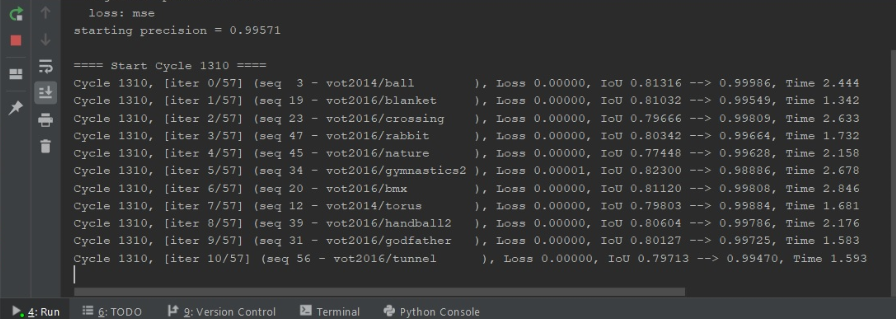 loss: mse
starting precision = 0.99571
==== Start Cycle 1310 ====
Cycle 1310, [iter 0/57] (seq  3 - vot2014/ball        ), Loss 0.00000, IoU 0.81316 --> 0.99986, Time 2.444
Cycle 1310, [iter 1/57] (seq 19 - vot2016/blanket     ), Loss 0.00000, IoU 0.81032 --> 0.99549, Time 1.342
Cycle 1310, [iter 2/57] (seq 23 - vot2016/crossing    ), Loss 0.00000, IoU 0.79666 --> 0.99809, Time 2.633
Cycle 1310, [iter 3/57] (seq 47 - vot2016/rabbit      ), Loss 0.00000, IoU 0.80342 --> 0.99664, Time 1.732
Cycle 1310, [iter 4/57] (seq 45 - vot2016/nature      ), Loss 0.00000, IoU 0.77448 --> 0.99628, Time 2.158
Cycle 1310, [iter 5/57] (seq 34 - vot2016/gymnastics2 ), Loss 0.00001, IoU 0.82300 --> 0.98886, Time 2.678
Cycle 1310, [iter 6/57] (seq 20 - vot2016/bmx         ), Loss 0.00000, IoU 0.81120 --> 0.99808, Time 2.846
Cycle 1310, [iter 7/57] (seq 12 - vot2014/torus       ), Loss 0.00000, IoU 0.79803 --> 0.99884, Time 1.681
Cycle 1310, [iter 8/57] (seq 39 - vot2016/handball2   ), Loss 0.00000, IoU 0.80604 --> 0.99786, Time 2.176
Cycle 1310, [iter 9/57] (seq 31 - vot2016/godfather   ), Loss 0.00000, IoU 0.80127 --> 0.99725, Time 1.583
Cycle 1310, [iter 10/57] (seq 56 - vot2016/tunnel      ), Loss 0.00000, IoU 0.79713 --> 0.99470, Time 1.593
4: Run 6: TODO 9: Version Control Terminal Python Console